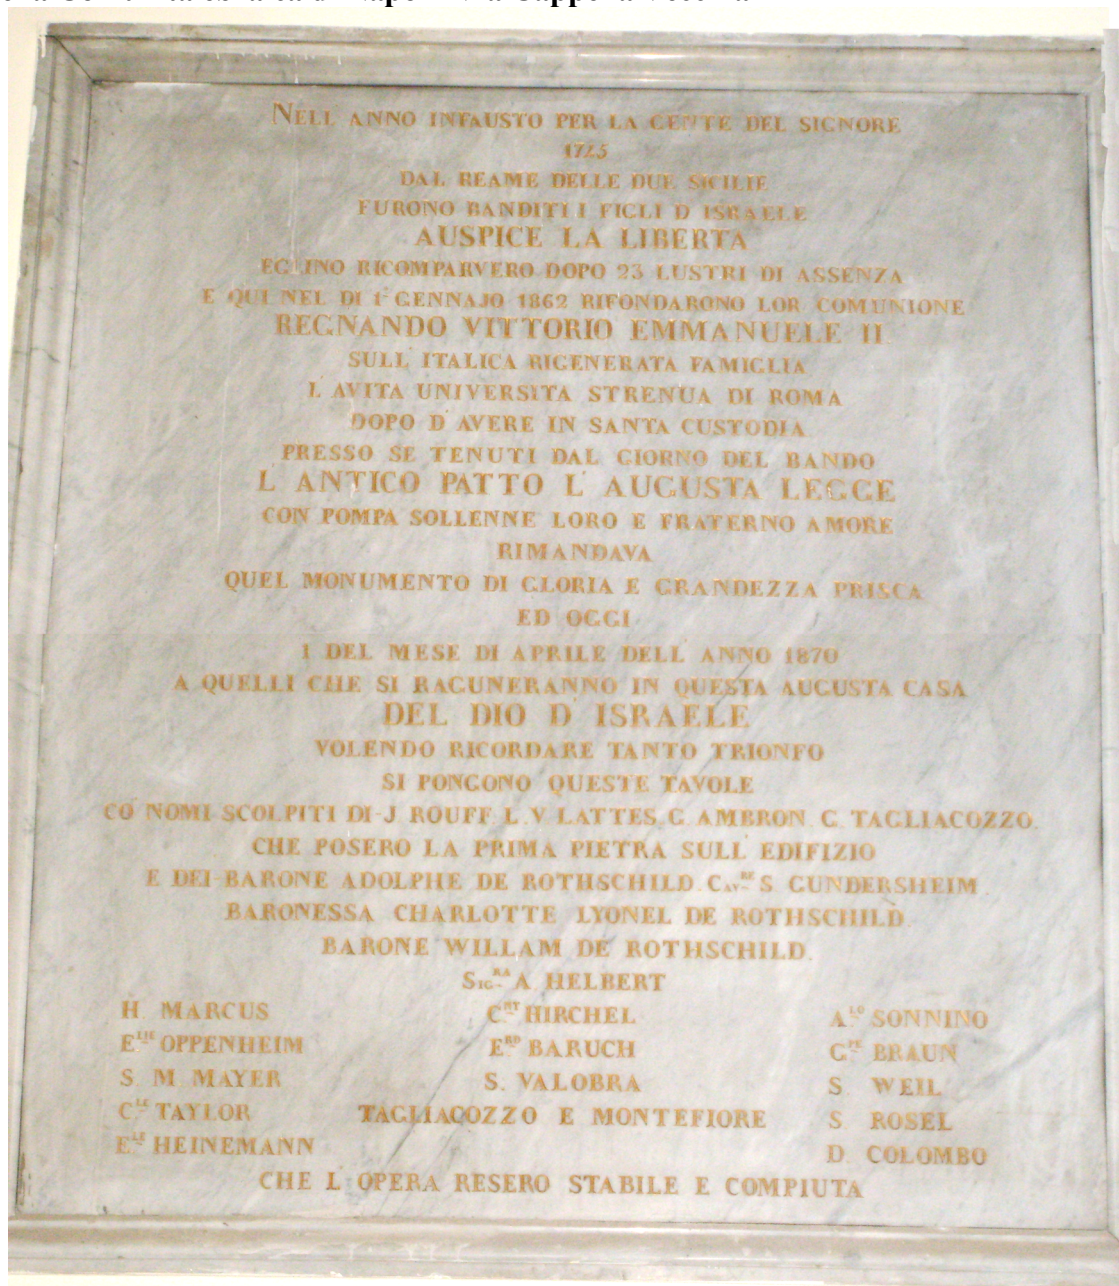 NELL ANNO INFAUSTO PER LA GENTE DEL SIGNORE
1725
DAL REAME DELLE DUE SICILIE
FURONO BANDITI I FIGLI D ISRAELE
AUSPICE LA LIBERTA
EGLINO RICOMPARVERO DOPO 23 LUSTRI DI ASSENZA
E QUI NEL DI 1° GENNAJO 1862 RIFONDARONO LOR COMUNIONE
REGNANDO VITTORIO EMMANUELE II
SULL' ITALICA RIGENERATA FAMIGLIA
L' AVITA UNIVERSITA STRENUA DI ROMA
DOPO D' AVERE IN SANTA CUSTODIA
PRESSO SE TENUTI DAL GIORNO DEL BANDO
L' ANTICO PATTO L' AUGUSTA LEGGE
CON POMPA SOLLENNE LORO E FRATERNO AMORE
RIMANDAVA
QUEL MONUMENTO DI GLORIA E GRANDEZZA PRISCA
ED OGGI
1 DEL MESE DI APRILE DELL' ANNO 1870
A QUELLI CHE SI RAGUNERANNO IN QUESTA AUGUSTA CASA
DEL DIO D' ISRAELE
VOLENDO RICORDARE TANTO TRIONFO
SI PONGONO QUESTE TAVOLE
CO' NOMI SCOLPITI DI J ROUFF. L. V LATTES. G. AMBRON. G. TAGLIACOZZO.
CHE POSERO LA PRIMA PIETRA SULL' EDIFIZIO
E DEI BARONE ADOLPHE DE ROTHSCHILD. CAV.RE S GUNDERSHEIM
BARONESSA CHARLOTTE LYONEL DE ROTHSCHILD.
BARONE WILLAM DE ROTHSCHILD.
SIG.RA A HELBERT
H MARCUS C.NY HIRCHEL A.LO SONNINO
E.LIE OPPENHEIM E.RD BARUCH G.PE BRAUN
S. M MAYER S. VALOBRA S WEIL
C.LE TAYLOR TAGLIACOZZO E MONTEFIORE S ROSEL
E.LE HEINEMANN D. COLOMBO
CHE L' OPERA RESERO STABILE E COMPIUTA